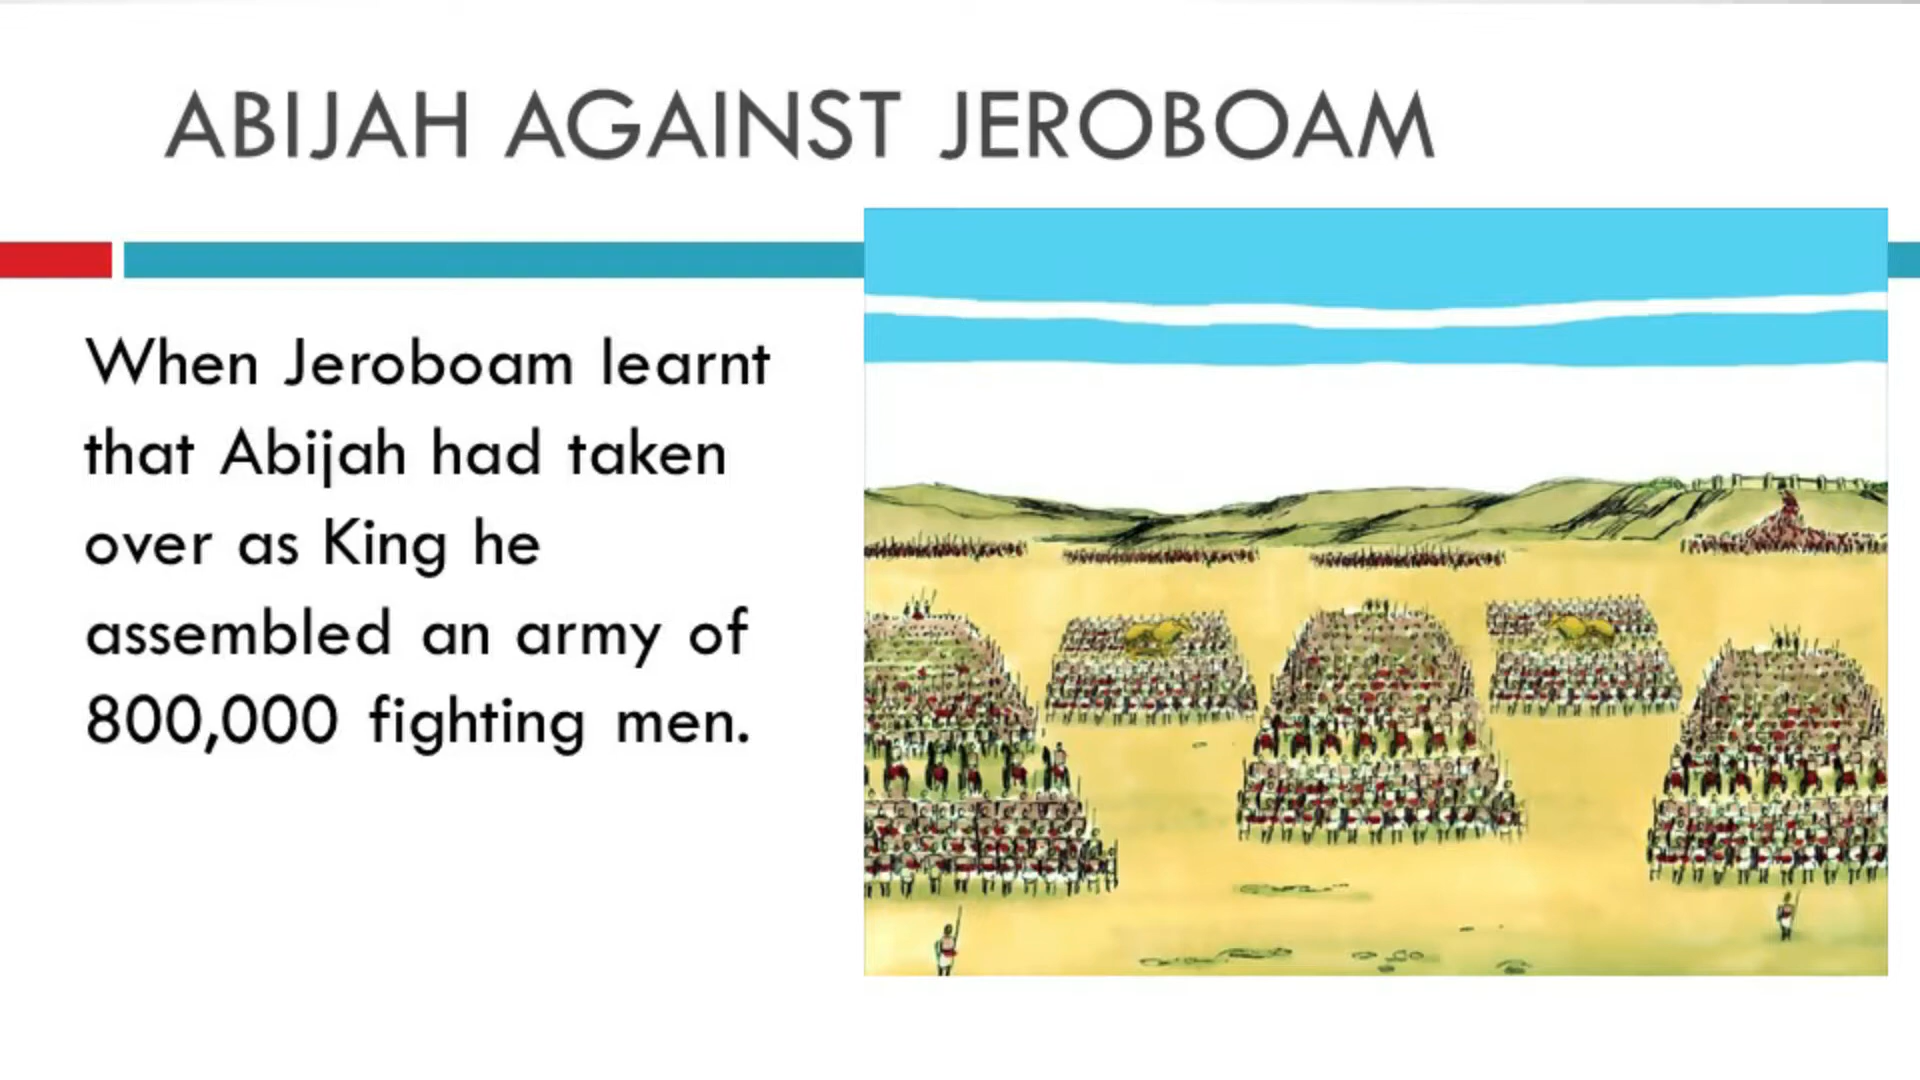 ABIJAH AGAINST JEROBOAM
When Jeroboam learnt
that Abijah had taken
over as King he
assembled an army of
800,000 fighting men.